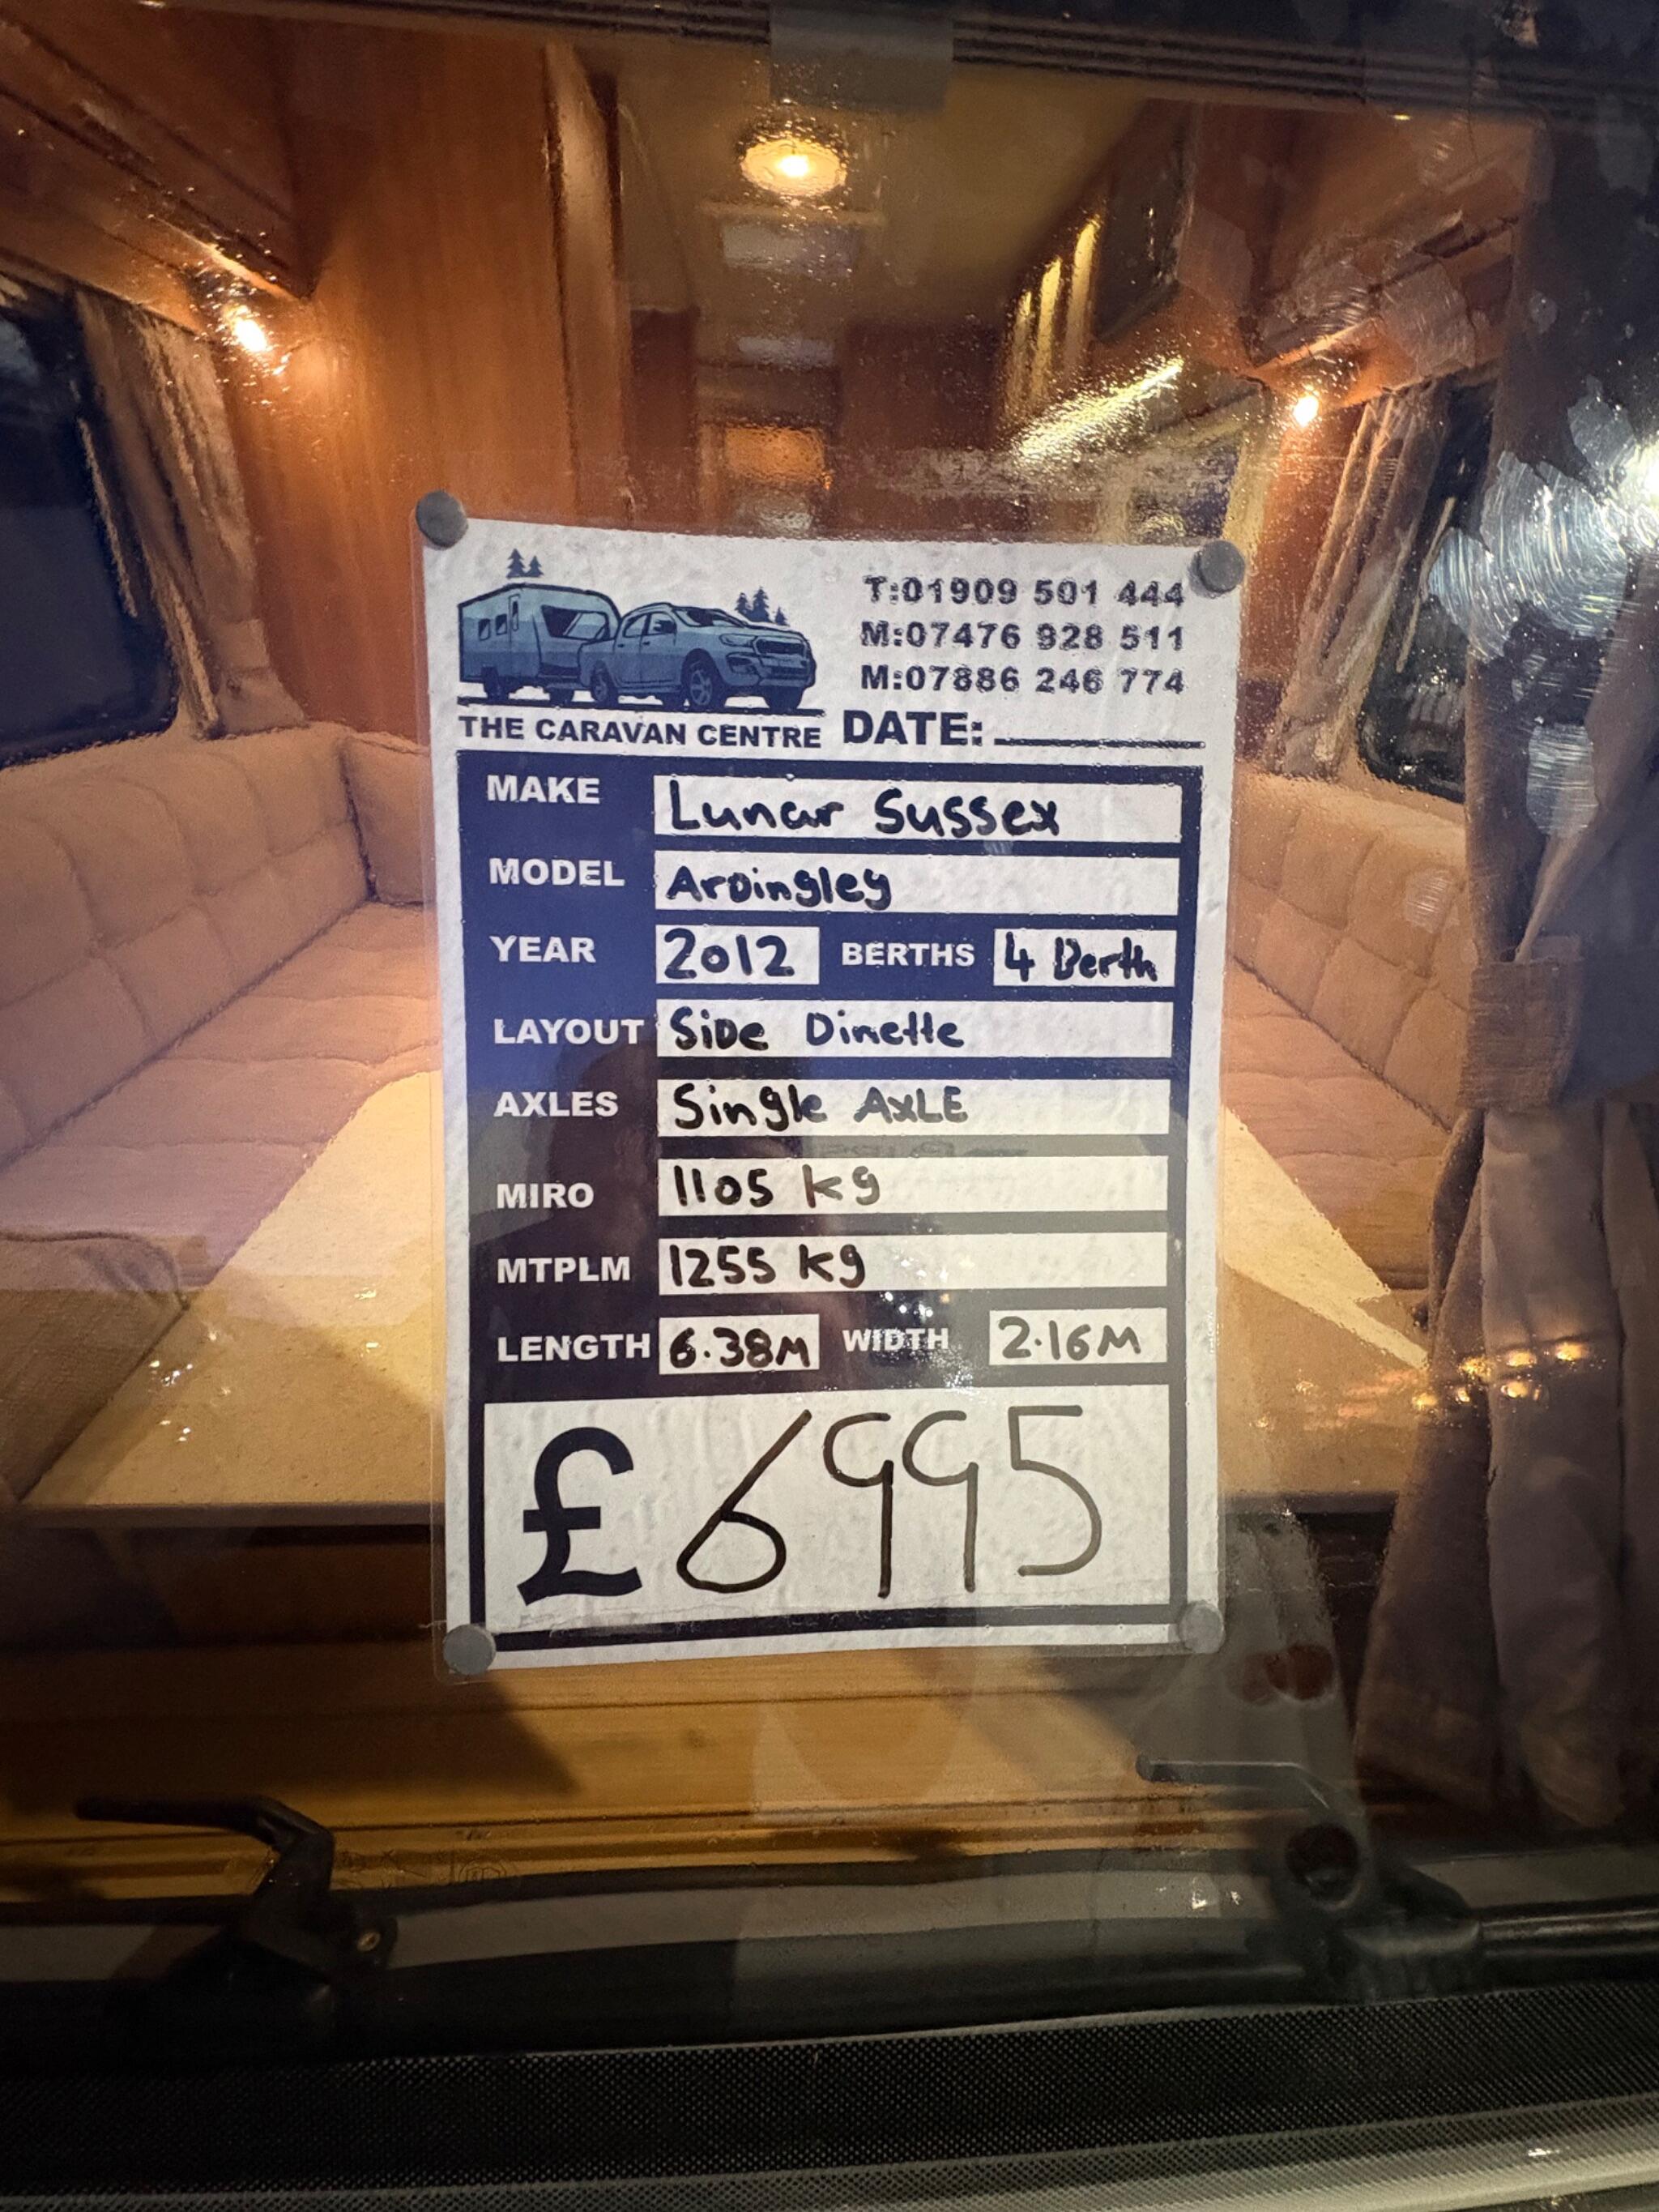 T:01909 501 444
M:07476 928 511
M:07886 246 774
THE CARAVAN CENTRE DATE:
MAKE Lunar Sussex
MODEL Ardingley
YEAR 2012 BERTHS 4 Berth
LAYOUT Side Dinette
AXLES Single AxLE
MIRO 1105 kg
MTPLM 1255 kg
LENGTH 6.38M WIDTH 2.16M
£6995